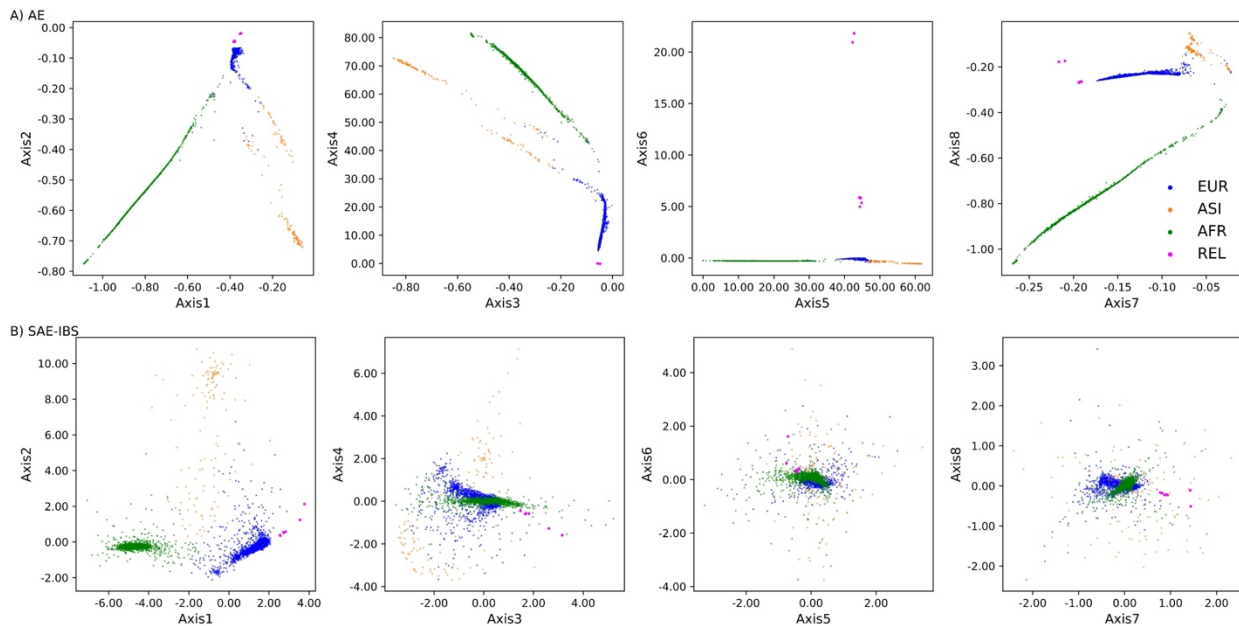 A) AE
0.00
-0.10
-0.20
-0.30
-0.40
-0.50
-0.60
-0.70
-0.80
Axis2
-1.00 -0.80 -0.60 -0.40 -0.20
Axis1
80.00
70.00
60.00
50.00
40.00
30.00
20.00
10.00
0.00
Axis4
-0.80 -0.60 -0.40 -0.20 0.00
Axis3
20.00
15.00
10.00
5.00
0.00
Axis6
0.00 10.00 20.00 30.00 40.00 50.00 60.00
Axis5
-0.20
-0.40
-0.60
-0.80
-1.00
Axis8
-0.25 -0.20 -0.15 -0.10 -0.05
Axis7
EUR
ASI
AFR
REL
B) SAE-IBS
10.00
8.00
6.00
4.00
2.00
0.00
-2.00
Axis2
-6.00 -4.00 -2.00 0.00 2.00 4.00
Axis1
6.00
4.00
2.00
0.00
-2.00
-4.00
Axis4
-2.00 0.00 2.00 4.00
Axis3
4.00
2.00
0.00
-2.00
-4.00
Axis6
-2.00 0.00 2.00
Axis5
3.00
2.00
1.00
0.00
-1.00
-2.00
Axis8
-2.00 -1.00 0.00 1.00 2.00
Axis7